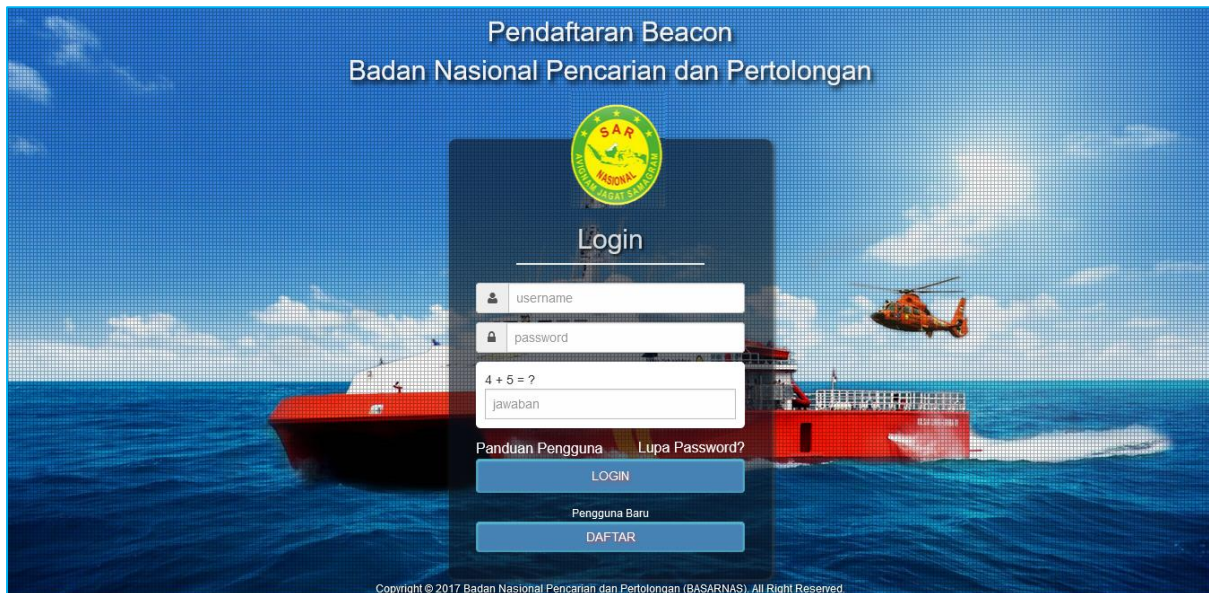 Pendaftaran Beacon
Badan Nasional Pencarian dan Pertolongan
SAR
NASIONAL
AVIGNAM JAGAT SAMAGRAM
Login
username
password
4 + 5 = ?
jawaban
Panduan Pengguna Lupa Password?
LOGIN
Pengguna Baru
DAFTAR
Copyright © 2017 Badan Nasional Pencarian dan Pertolongan (BASARNAS). All Right Reserved.